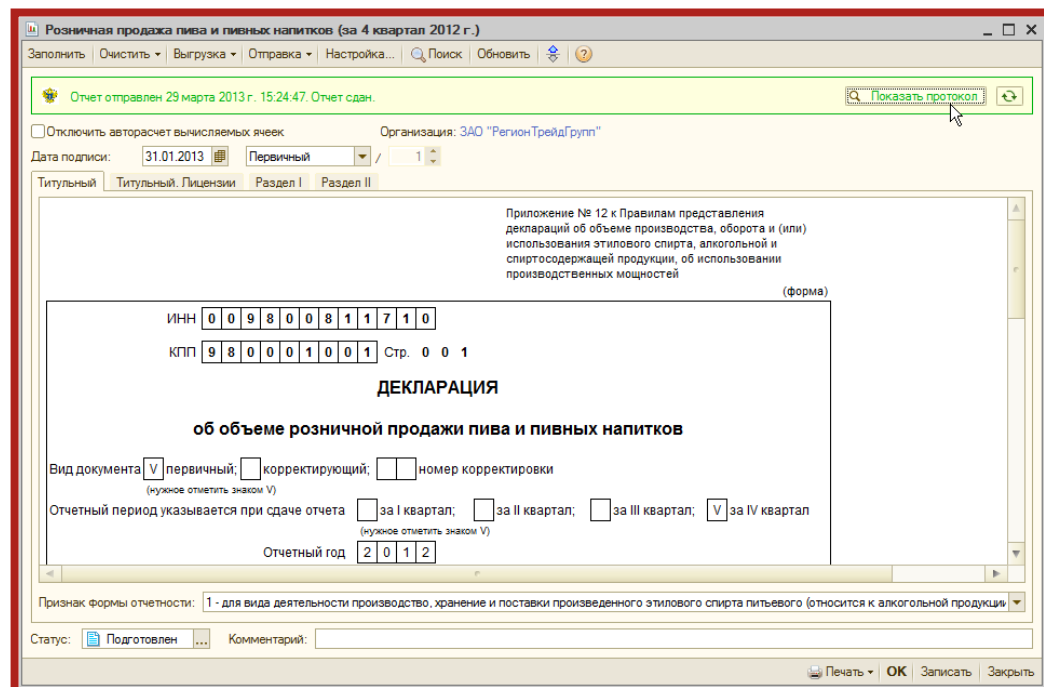 Розничная продажа пива и пивных напитков (за 4 квартал 2012 г.)
Заполнить Очистить Выгрузка Отправка Настройка... Поиск Обновить
Отчет отправлен 29 марта 2013 г. 15:24:47. Отчет сдан. Показать протокол
Отключить авторасчет вычисляемых ячеек Организация: ЗАО "РегионТрейдГрупп"
Дата подписи: 31.01.2013 Первичный / 1
Титульный Титульный. Лицензии Раздел I Раздел II
Приложение № 12 к Правилам представления
деклараций об объеме производства, оборота и (или)
использования этилового спирта, алкогольной и
спиртосодержащей продукции, об использовании
производственных мощностей
(форма)
ИНН 0 0 9 8 0 0 8 1 1 7 1 0
КПП 9 8 0 0 0 1 0 0 1 Стр. 0 0 1
ДЕКЛАРАЦИЯ
об объеме розничной продажи пива и пивных напитков
Вид документа V первичный; корректирующий; номер корректировки
(нужное отметить знаком V)
Отчетный период указывается при сдаче отчета за I квартал; за II квартал; за III квартал; V за IV квартал
(нужное отметить знаком V)
Отчетный год 2 0 1 2
Признак формы отчетности: 1 - для вида деятельности производство, хранение и поставки произведенного этилового спирта питьевого (относится к алкогольной продукции
Статус: Подготовлен ... Комментарий:
Печать OK Записать Закрыть